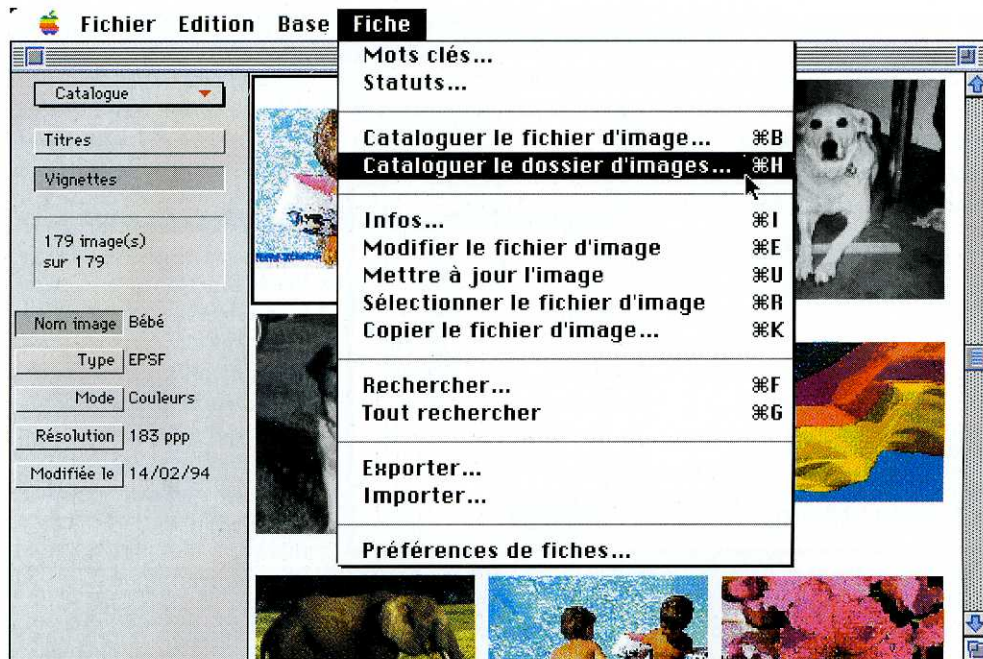 Fichier Edition Base Fiche
Catalogue
Titres
Vignettes
179 image(s)
sur 179
Nom image Bébé
Type EPSF
Mode Couleurs
Résolution 183 ppp
Modifiée le 14/02/94
Mots clés...
Statuts...
Cataloguer le fichier d'image... ⌘B
Cataloguer le dossier d'images... ⌘H
Infos... ⌘I
Modifier le fichier d'image ⌘E
Mettre à jour l'image ⌘U
Sélectionner le fichier d'image ⌘R
Copier le fichier d'image... ⌘K
Rechercher... ⌘F
Tout rechercher ⌘G
Exporter...
Importer...
Préférences de fiches...